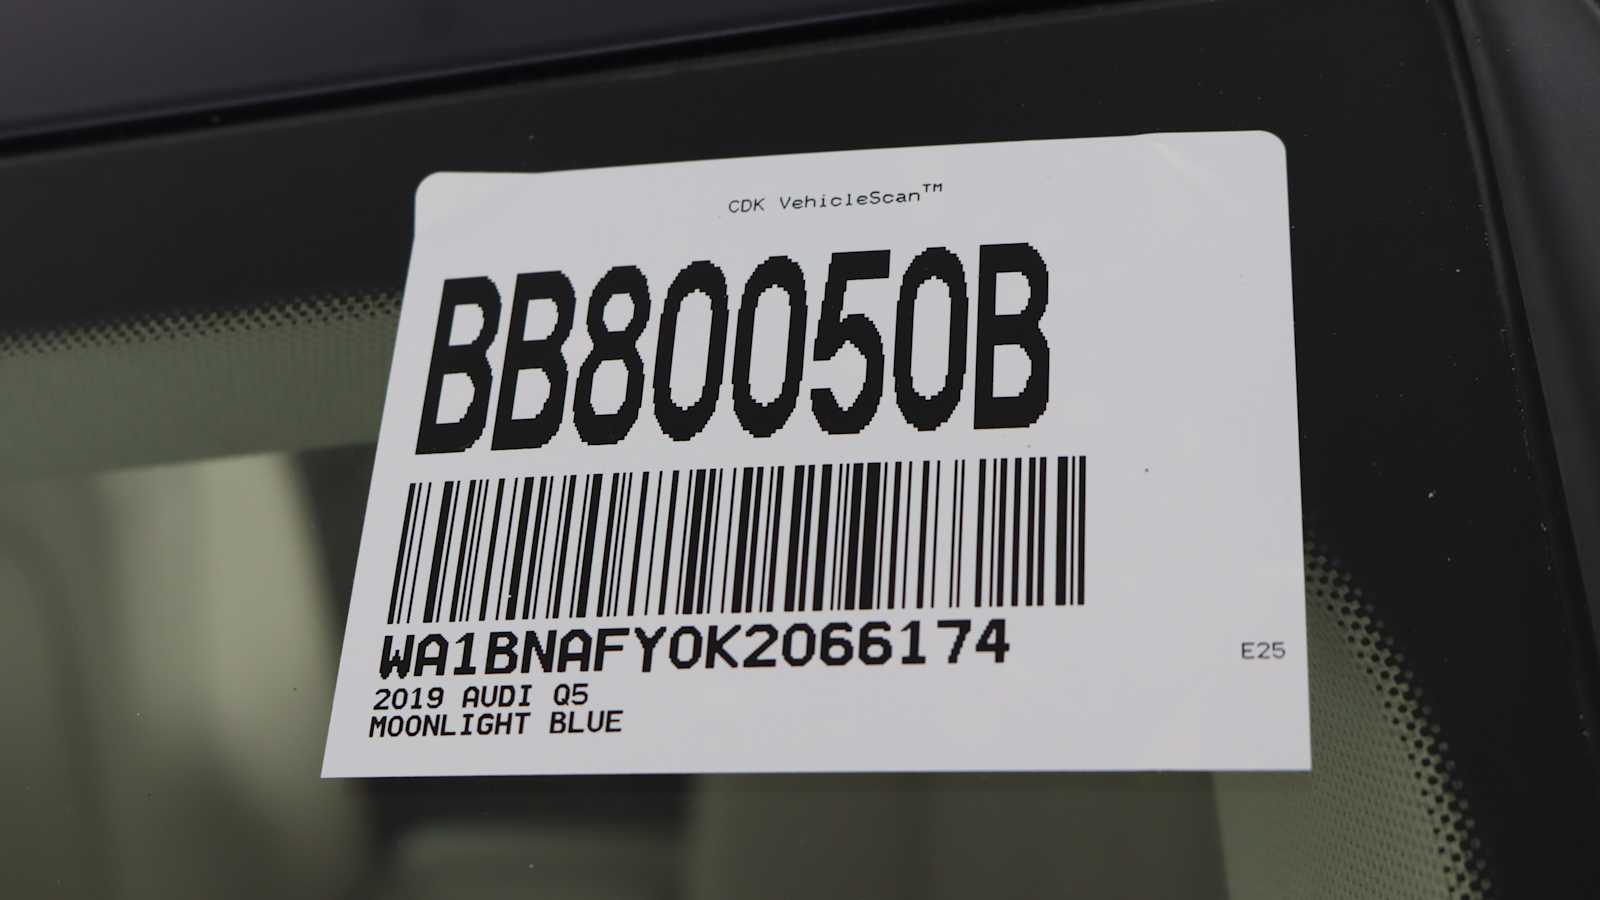 CDK VehicleScan™
BB80050B
WA1BNAFY0K2066174
2019 AUDI Q5
MOONLIGHT BLUE
E25